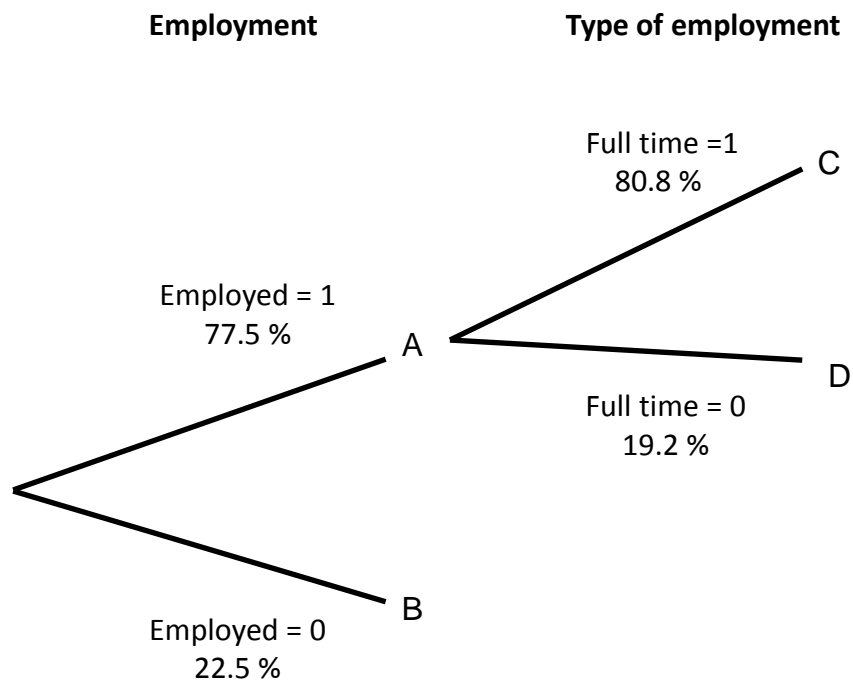 Employment
Type of employment
Full time =1
80.8 %
C
Employed = 1
77.5 %
A
D
Full time = 0
19.2 %
B
Employed = 0
22.5 %